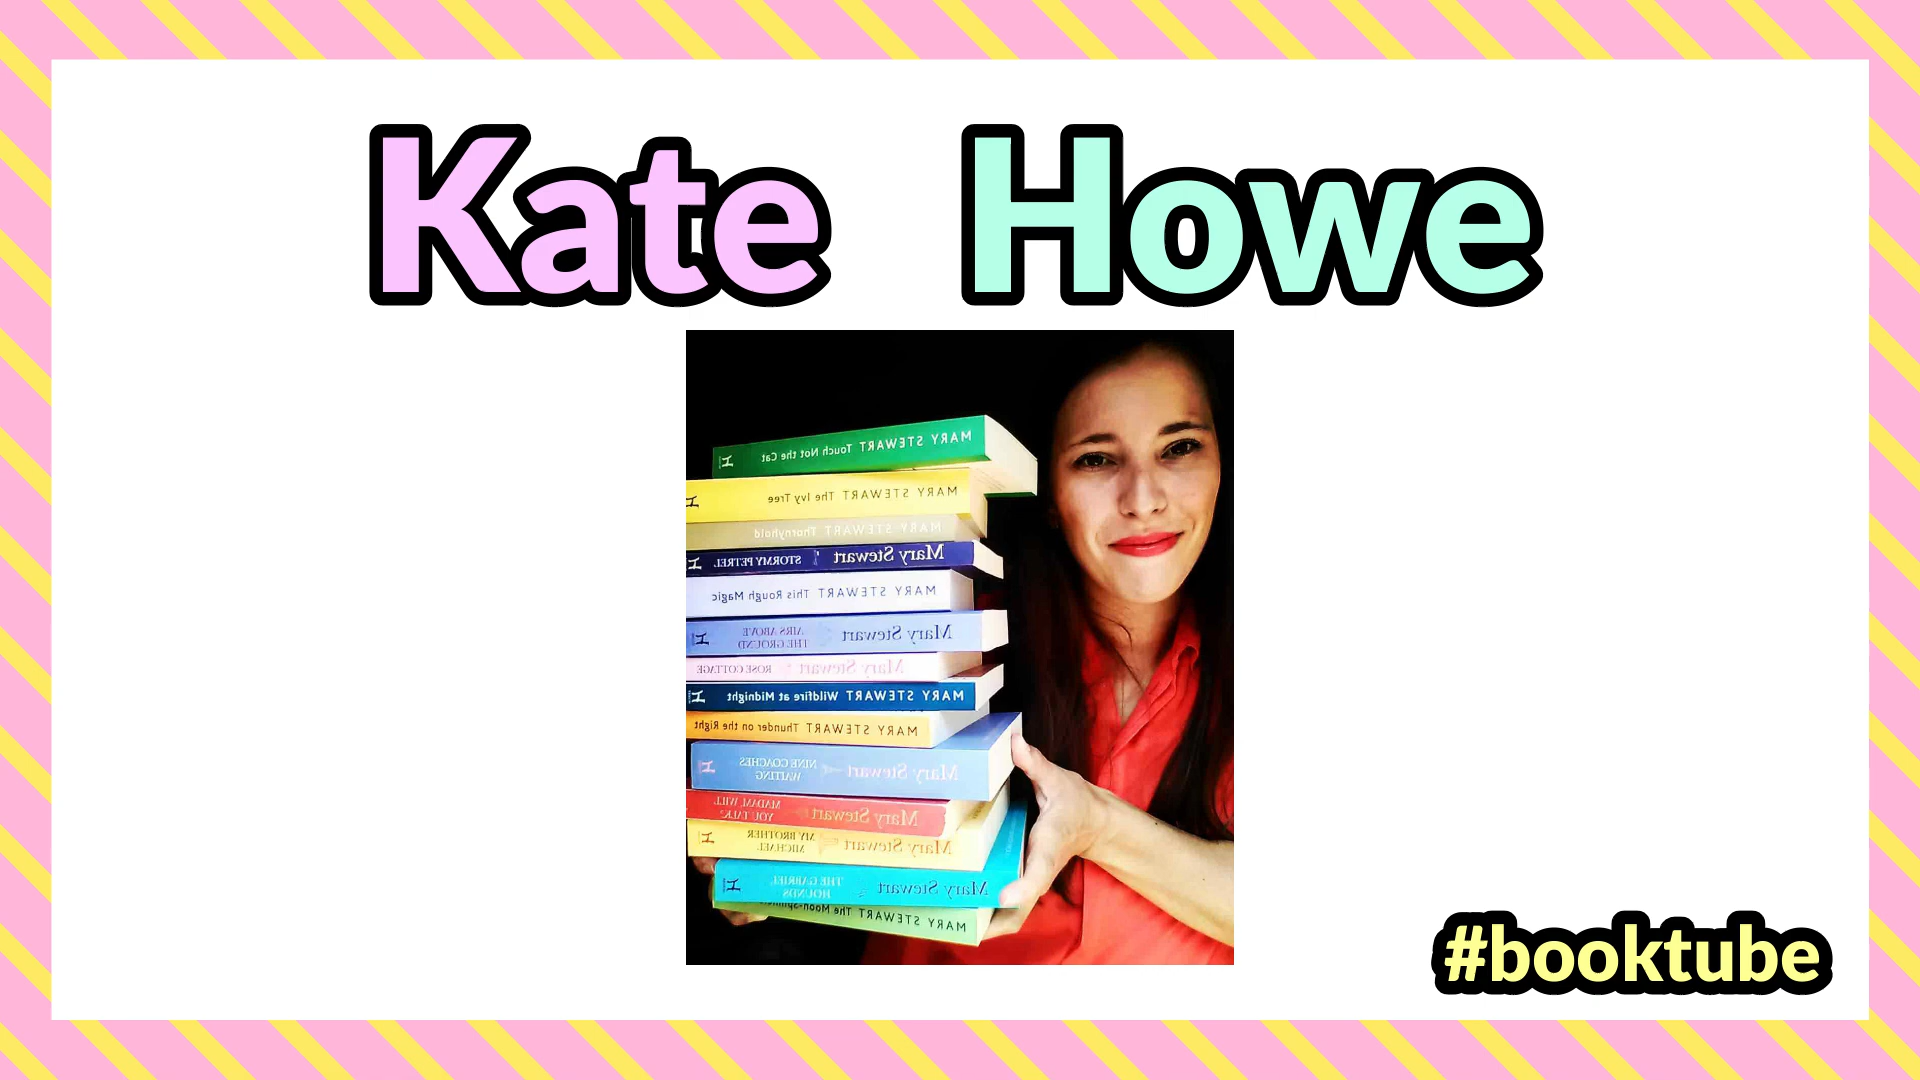 Kate Howe
MARY STEWART Touch Not the Cat
MARY STEWART The Ivy Tree
MARY STEWART Thornyhold
Mary Stewart STORMY PETREL
MARY STEWART This Rough Magic
Mary Stewart AIRS ABOVE
THE GROUND
Mary Stewart ROSE COTTAGE
MARY STEWART Wildfire at Midnight
MARY STEWART Thunder on the Right
Mary Stewart NINE COACHES
WAITING
Mary Stewart MADAM, WILL
YOU TALK?
Mary Stewart MY BROTHER
MICHAEL
Mary Stewart THE GABRIEL
HOUNDS
MARY STEWART The Moon-Spin
#booktube